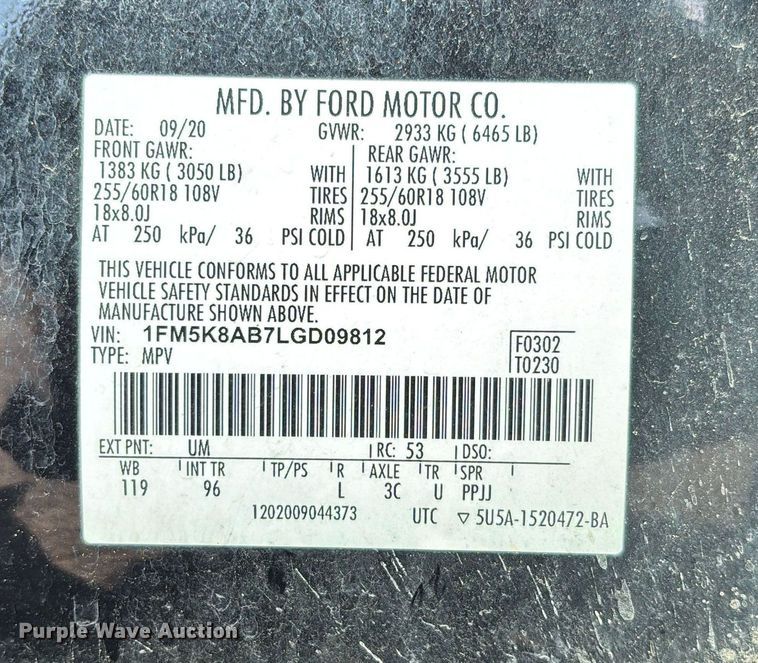 MFD. BY FORD MOTOR CO.
DATE: 09/20 GVWR: 2933 KG ( 6465 LB)
FRONT GAWR: REAR GAWR:
1383 KG ( 3050 LB) WITH 1613 KG ( 3555 LB) WITH
255/60R18 108V TIRES 255/60R18 108V TIRES
18x8.0J RIMS 18x8.0J RIMS
AT 250 kPa/ 36 PSI COLD AT 250 kPa/ 36 PSI COLD
THIS VEHICLE CONFORMS TO ALL APPLICABLE FEDERAL MOTOR
VEHICLE SAFETY STANDARDS IN EFFECT ON THE DATE OF
MANUFACTURE SHOWN ABOVE.
VIN: 1FM5K8AB7LGD09812 F0302
TYPE: MPV T0230
EXT PNT: UM RC: 53 DSO:
WB INT TR TP/PS R AXLE TR SPR
119 96 L 3C U PPJJ
1202009044373 UTC ▽ 5U5A-1520472-BA
Purple Wave Auction